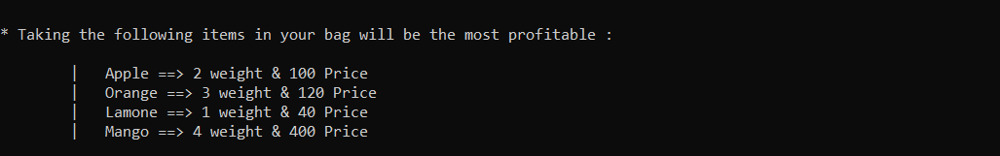 * Taking the following items in your bag will be the most profitable :
| Apple ==> 2 weight & 100 Price
| Orange ==> 3 weight & 120 Price
| Lamone ==> 1 weight & 40 Price
| Mango ==> 4 weight & 400 Price